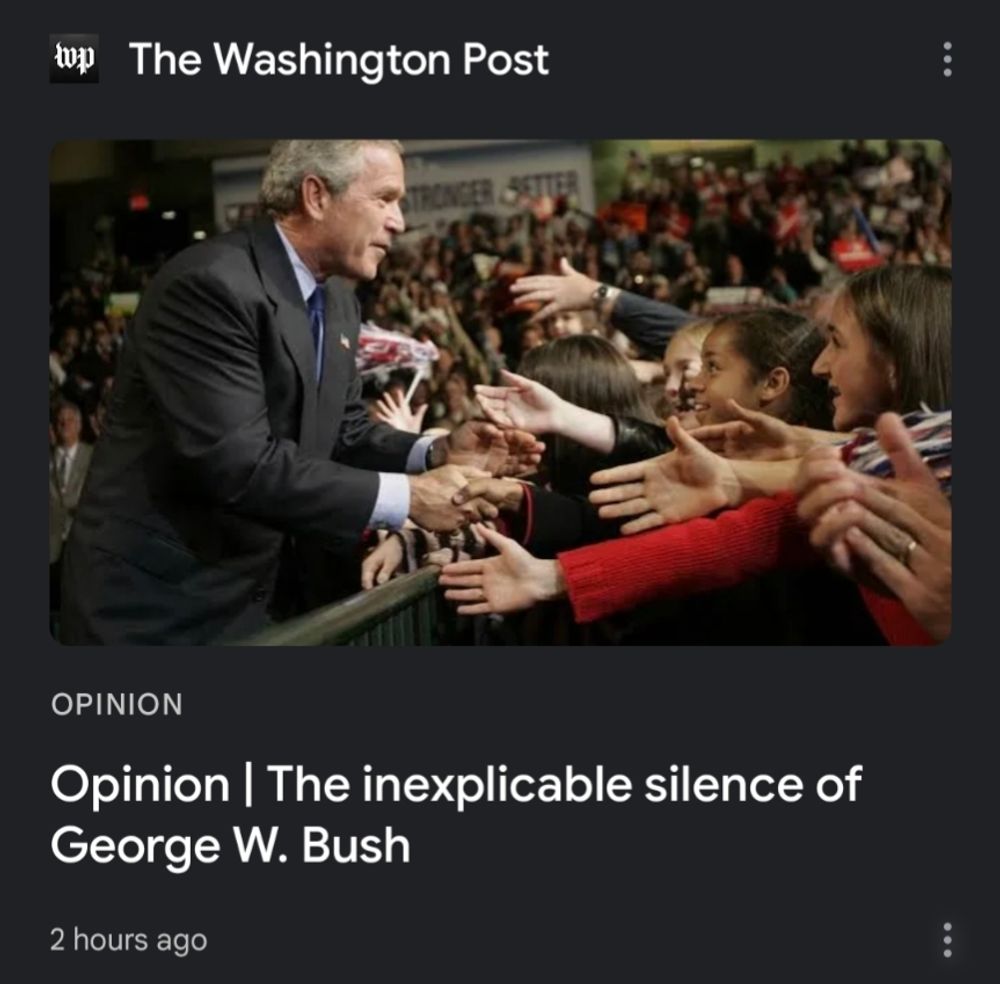 wp The Washington Post
STRONGER BETTER
OPINION
Opinion | The inexplicable silence of
George W. Bush
2 hours ago